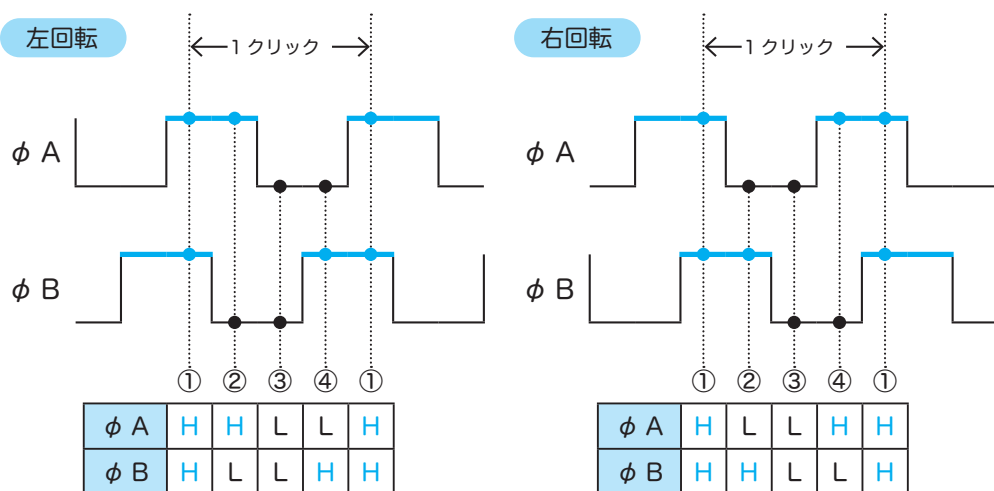 左回転
1 クリック
φ A
φ B
① ② ③ ④ ①
φ A H H L L H
φ B H L L H H
右回転
1 クリック
φ A
φ B
① ② ③ ④ ①
φ A H L L H H
φ B H H L L H